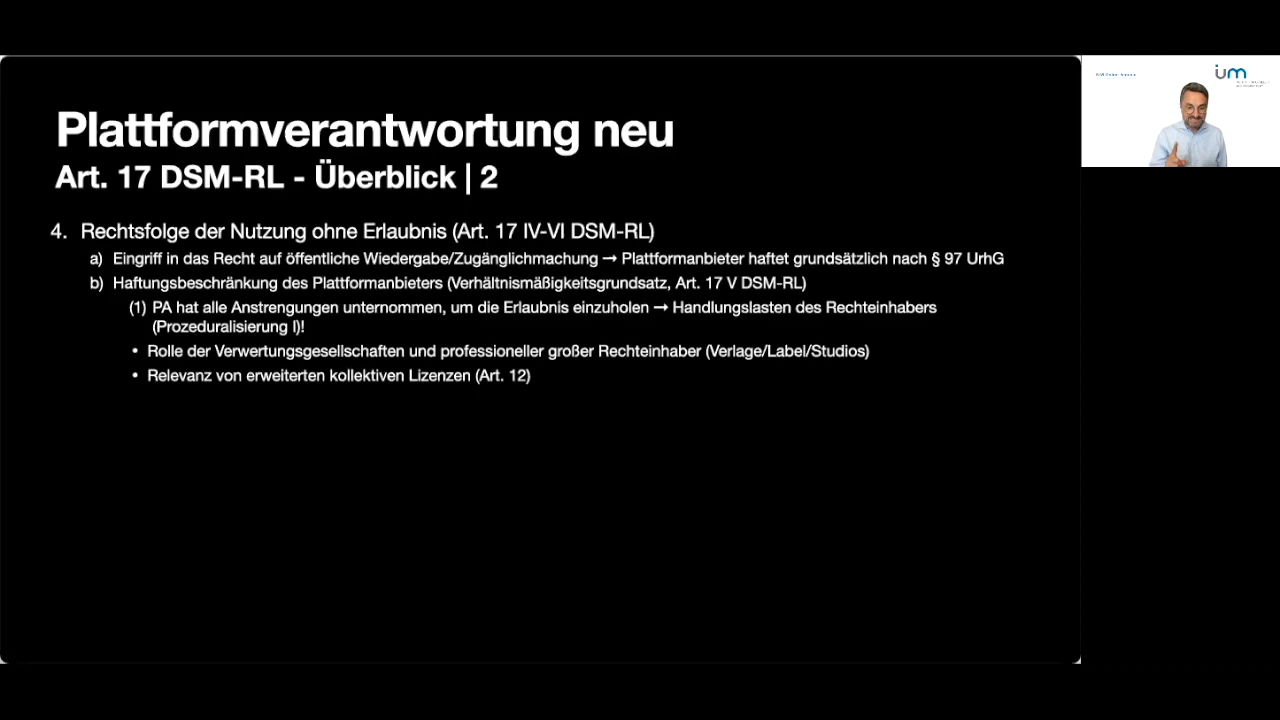 Plattformverantwortung neu
Art. 17 DSM-RL - Überblick | 2
4. Rechtsfolge der Nutzung ohne Erlaubnis (Art. 17 IV-VI DSM-RL)
a) Eingriff in das Recht auf öffentliche Wiedergabe/Zugänglichmachung → Plattformanbieter haftet grundsätzlich nach § 97 UrhG
b) Haftungsbeschränkung des Plattformanbieters (Verhältnismäßigkeitsgrundsatz, Art. 17 V DSM-RL)
(1) PA hat alle Anstrengungen unternommen, um die Erlaubnis einzuholen → Handlungslasten des Rechteinhabers
(Prozeduralisierung I)!
• Rolle der Verwertungsgesellschaften und professioneller großer Rechteinhaber (Verlage/Label/Studios)
• Relevanz von erweiterten kollektiven Lizenzen (Art. 12)
ium